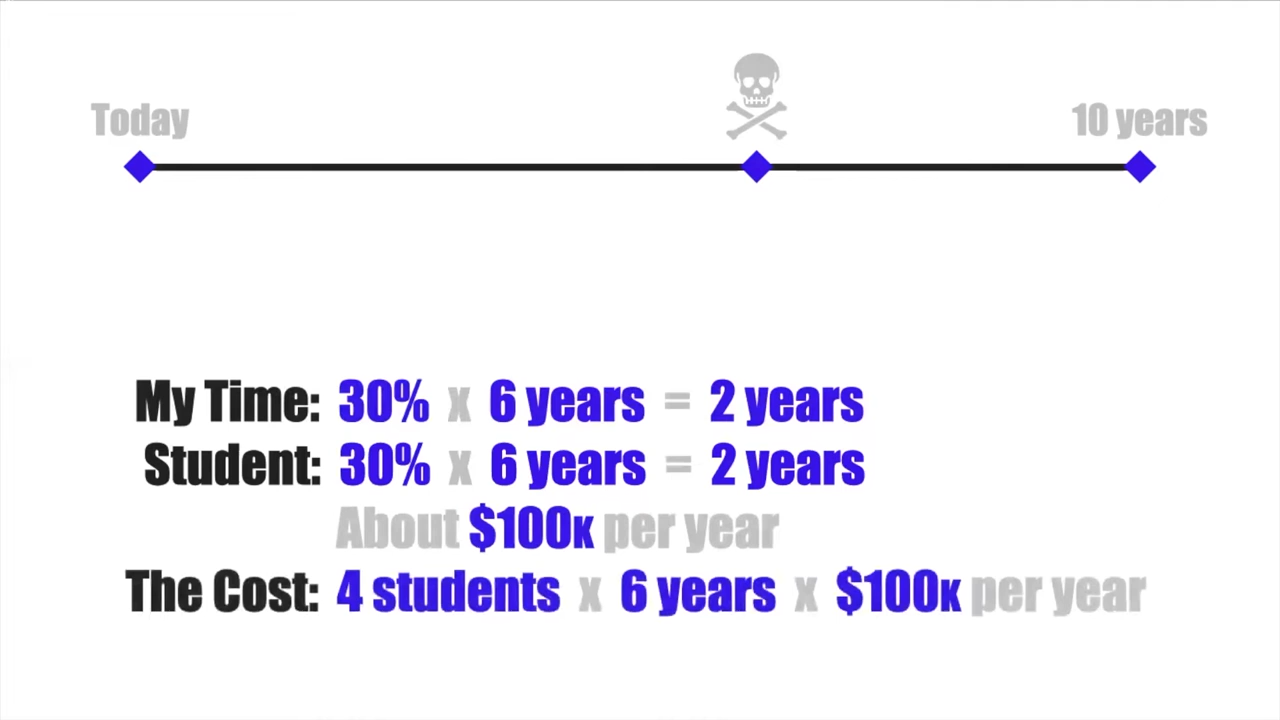 Today
10 years
My Time: 30% x 6 years = 2 years
Student: 30% x 6 years = 2 years
About $100K per year
The Cost: 4 students x 6 years x $100K per year